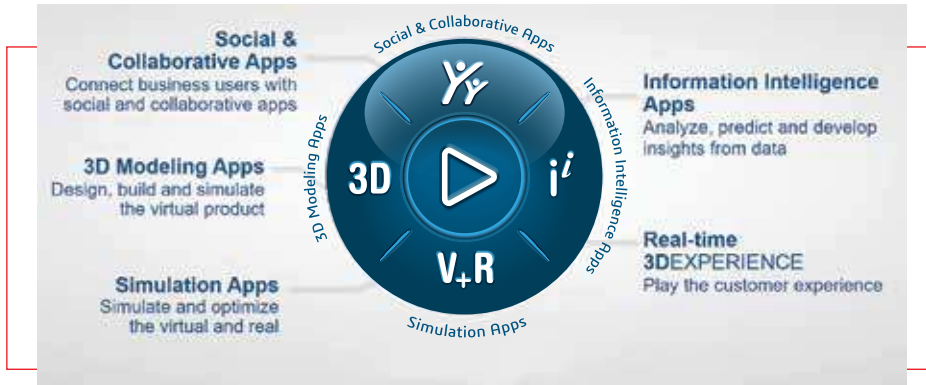 Social &
Collaborative Apps
Connect business users with
social and collaborative apps
3D Modeling Apps
Design, build and simulate
the virtual product
Simulation Apps
Simulate and optimize
the virtual and real
Social & Collaborative Apps
3D Modeling Apps
Information Intelligence Apps
Simulation Apps
3D
i i
V+R
Information Intelligence
Apps
Analyze, predict and develop
insights from data
Real-time
3DEXPERIENCE
Play the customer experience